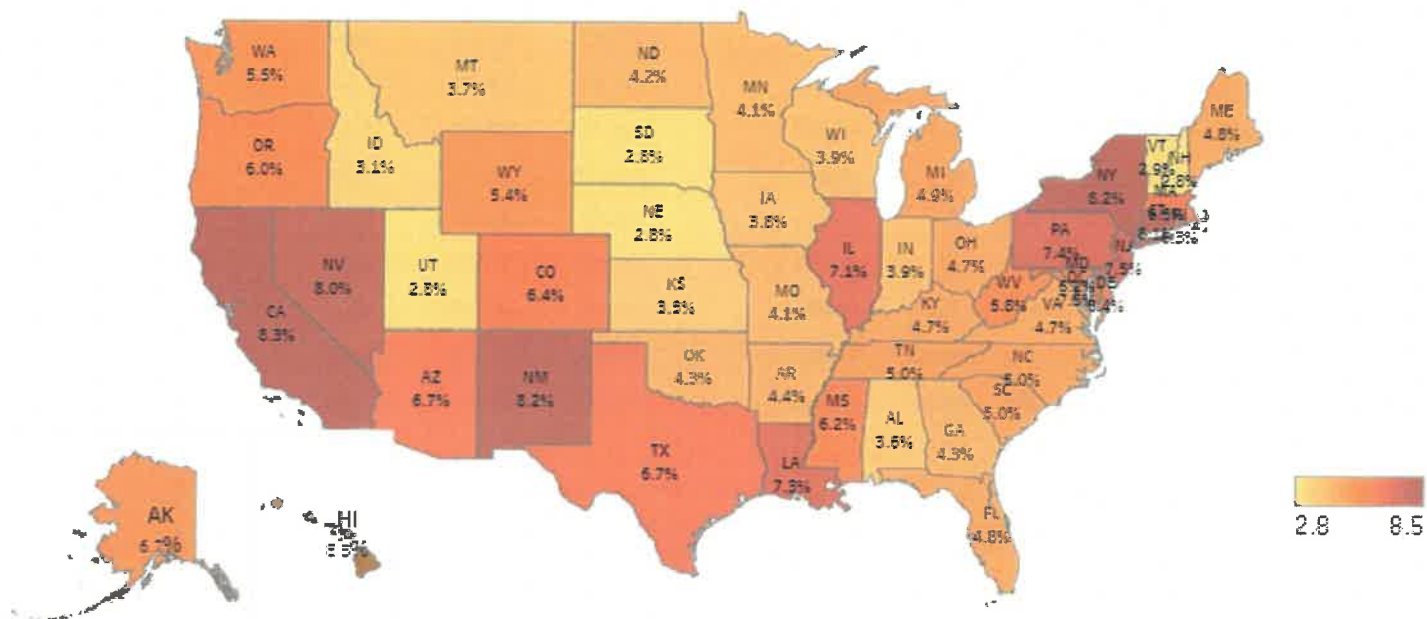 WA
5.5%
MT
3.7%
ND
4.2%
MN
4.1%
OR
6.0%
ID
3.1%
WY
5.4%
SD
2.8%
WI
3.9%
MI
4.9%
ME
4.8%
VT
2.9%
NH
2.8%
NY
8.2%
NV
8.0%
UT
2.8%
CO
6.4%
NE
2.8%
IA
3.8%
IL
7.1%
IN
3.9%
OH
4.7%
PA
7.4%
NJ
7.5%
CA
8.3%
KS
MO
4.1%
KY
4.7%
WV
VA
4.7%
AZ
6.7%
NM
8.2%
OK
4.3%
AR
4.4%
TN
5.0%
NC
5.0%
SC
5.0%
MS
6.2%
AL
3.6%
GA
4.3%
TX
6.7%
LA
7.3%
FL
4.8%
AK
HI
2.8 8.5